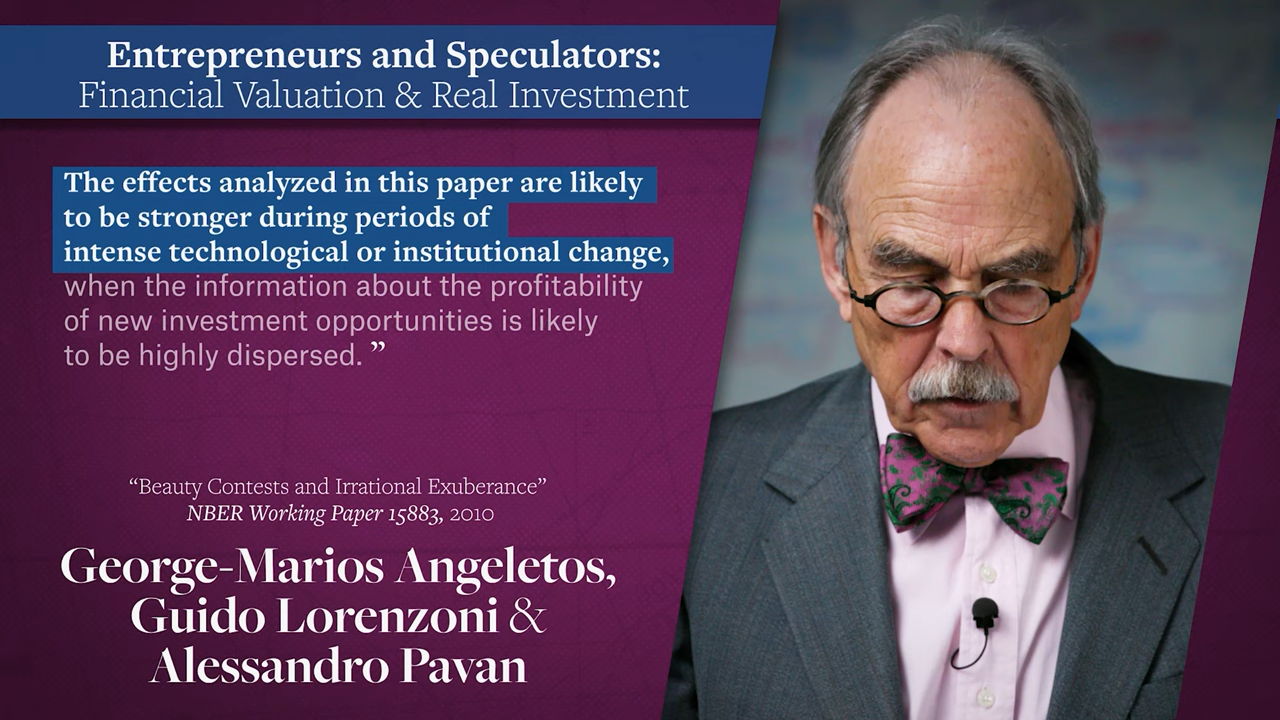 Entrepreneurs and Speculators:
Financial Valuation & Real Investment
The effects analyzed in this paper are likely
to be stronger during periods of
intense technological or institutional change,
when the information about the profitability
of new investment opportunities is likely
to be highly dispersed. ”
“Beauty Contests and Irrational Exuberance”
NBER Working Paper 15883, 2010
George-Marios Angeletos,
Guido Lorenzoni &
Alessandro Pavan